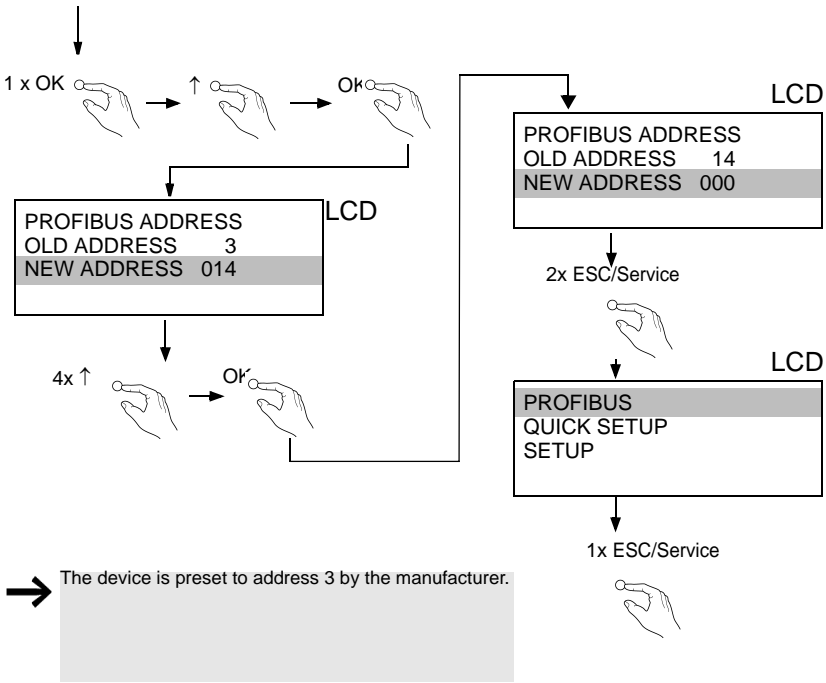 1 x OK
↑
OK
LCD
PROFIBUS ADDRESS
OLD ADDRESS 3
NEW ADDRESS 014
4x ↑
OK
LCD
PROFIBUS ADDRESS
OLD ADDRESS 14
NEW ADDRESS 000
2x ESC/Service
LCD
PROFIBUS
QUICK SETUP
SETUP
1x ESC/Service
The device is preset to address 3 by the manufacturer.